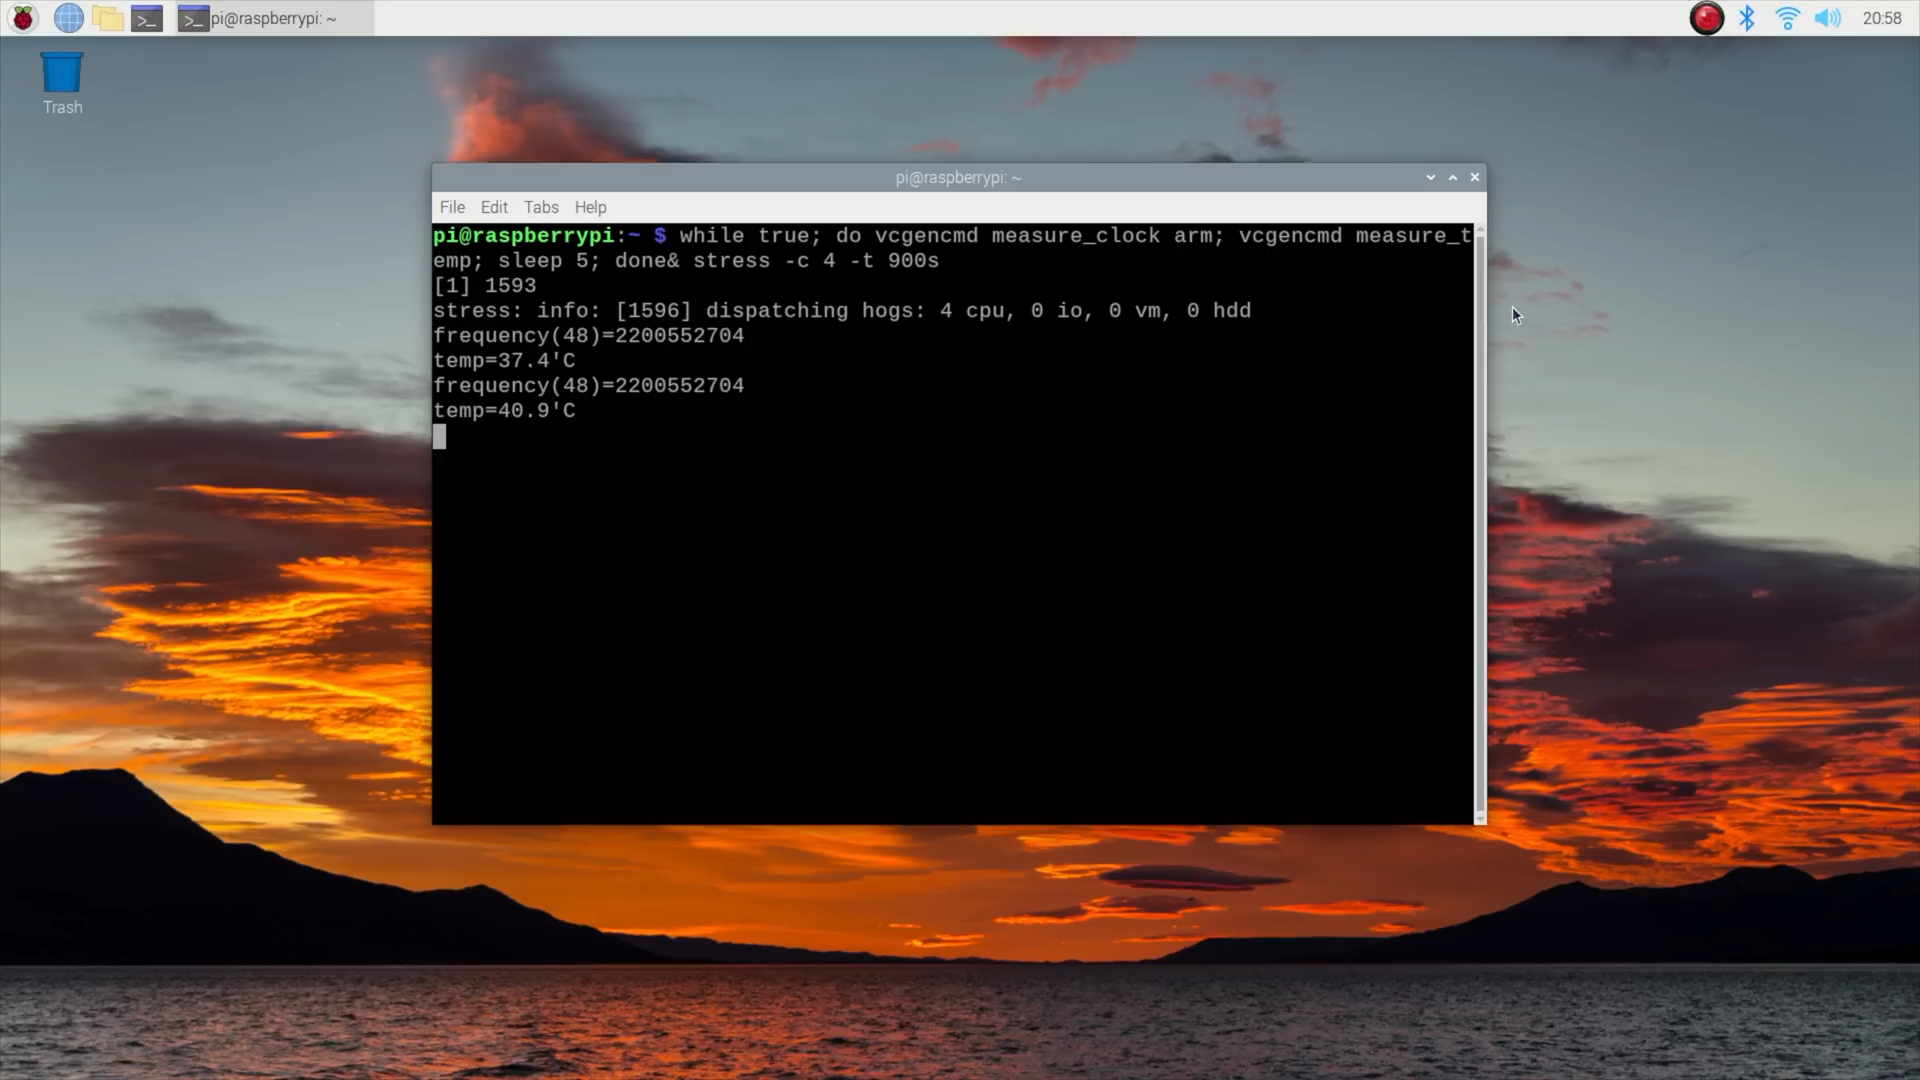 pi@raspberrypi: ~
20:58
Trash
pi@raspberrypi: ~
File Edit Tabs Help
pi@raspberrypi:~ $ while true; do vcgencmd measure_clock arm; vcgencmd measure_t
emp; sleep 5; done& stress -c 4 -t 900s
[1] 1593
stress: info: [1596] dispatching hogs: 4 cpu, 0 io, 0 vm, 0 hdd
frequency(48)=2200552704
temp=37.4'C
frequency(48)=2200552704
temp=40.9'C